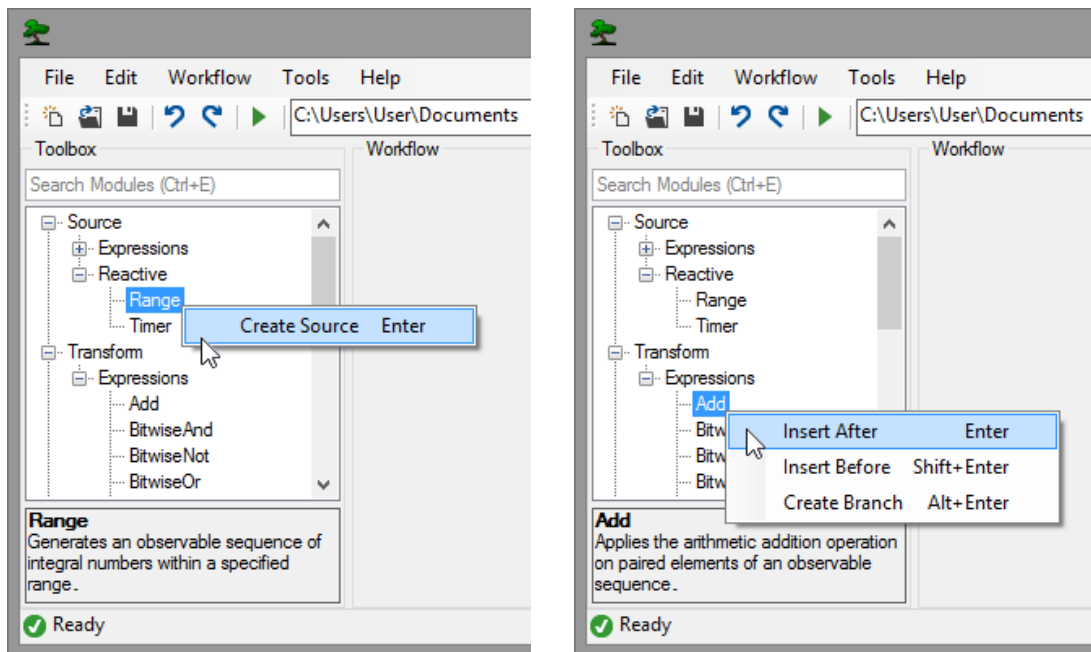 File Edit Workflow Tools Help
C:\Users\User\Documents
Toolbox
Workflow
Search Modules (Ctrl+E)
Source
Expressions
Reactive
Range
Timer
Create Source Enter
Transform
Expressions
Add
BitwiseAnd
BitwiseNot
BitwiseOr
Range
Generates an observable sequence of
integral numbers within a specified
range.
Ready
File Edit Workflow Tools Help
C:\Users\User\Documents
Toolbox
Workflow
Search Modules (Ctrl+E)
Source
Expressions
Reactive
Range
Timer
Transform
Expressions
Add
Bitw
Insert After Enter
Bitw
Insert Before Shift+Enter
Bitw
Create Branch Alt+Enter
Add
Applies the arithmetic addition operation
on paired elements of an observable
sequence.
Ready